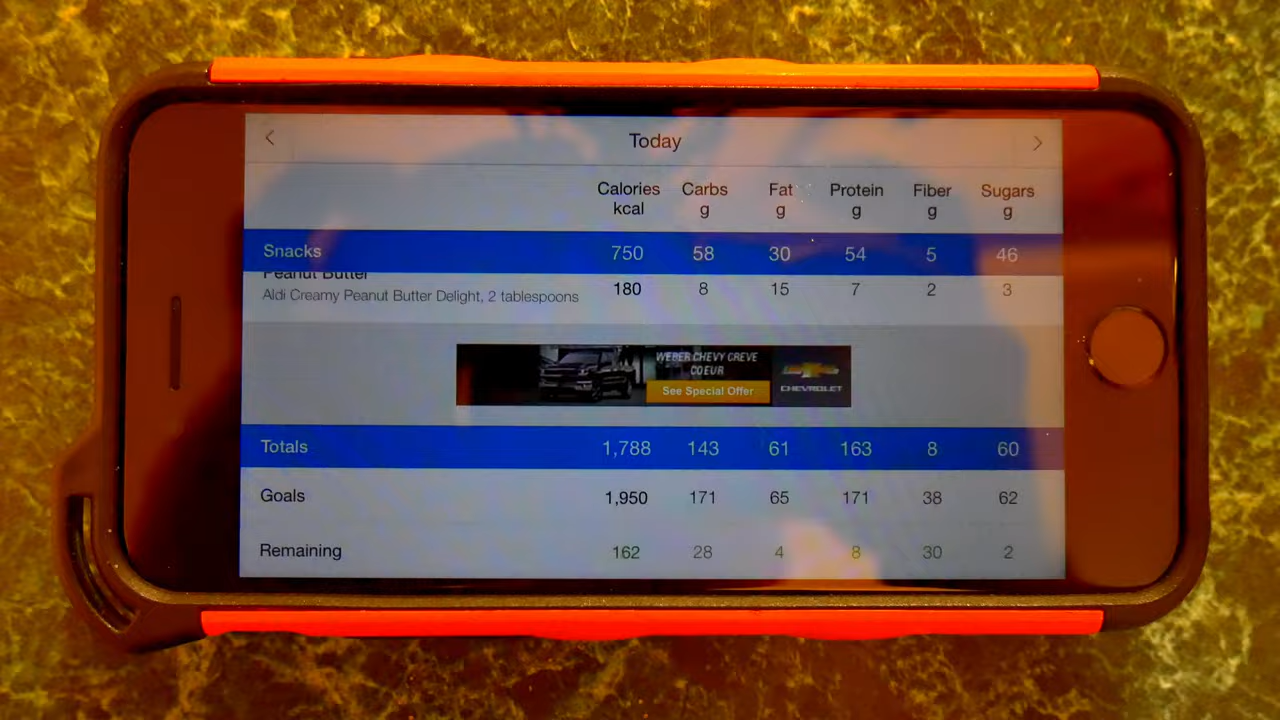 Today
Calories Carbs Fat Protein Fiber Sugars
kcal g g g g g
Snacks 750 58 30 54 5 46
Peanut Butter
Aldi Creamy Peanut Butter Delight, 2 tablespoons 180 8 15 7 2 3
WEBER CHEVY CREVE
COEUR
See Special Offer
CHEVROLET
Totals 1,788 143 61 163 8 60
Goals 1,950 171 65 171 38 62
Remaining 162 28 4 8 30 2